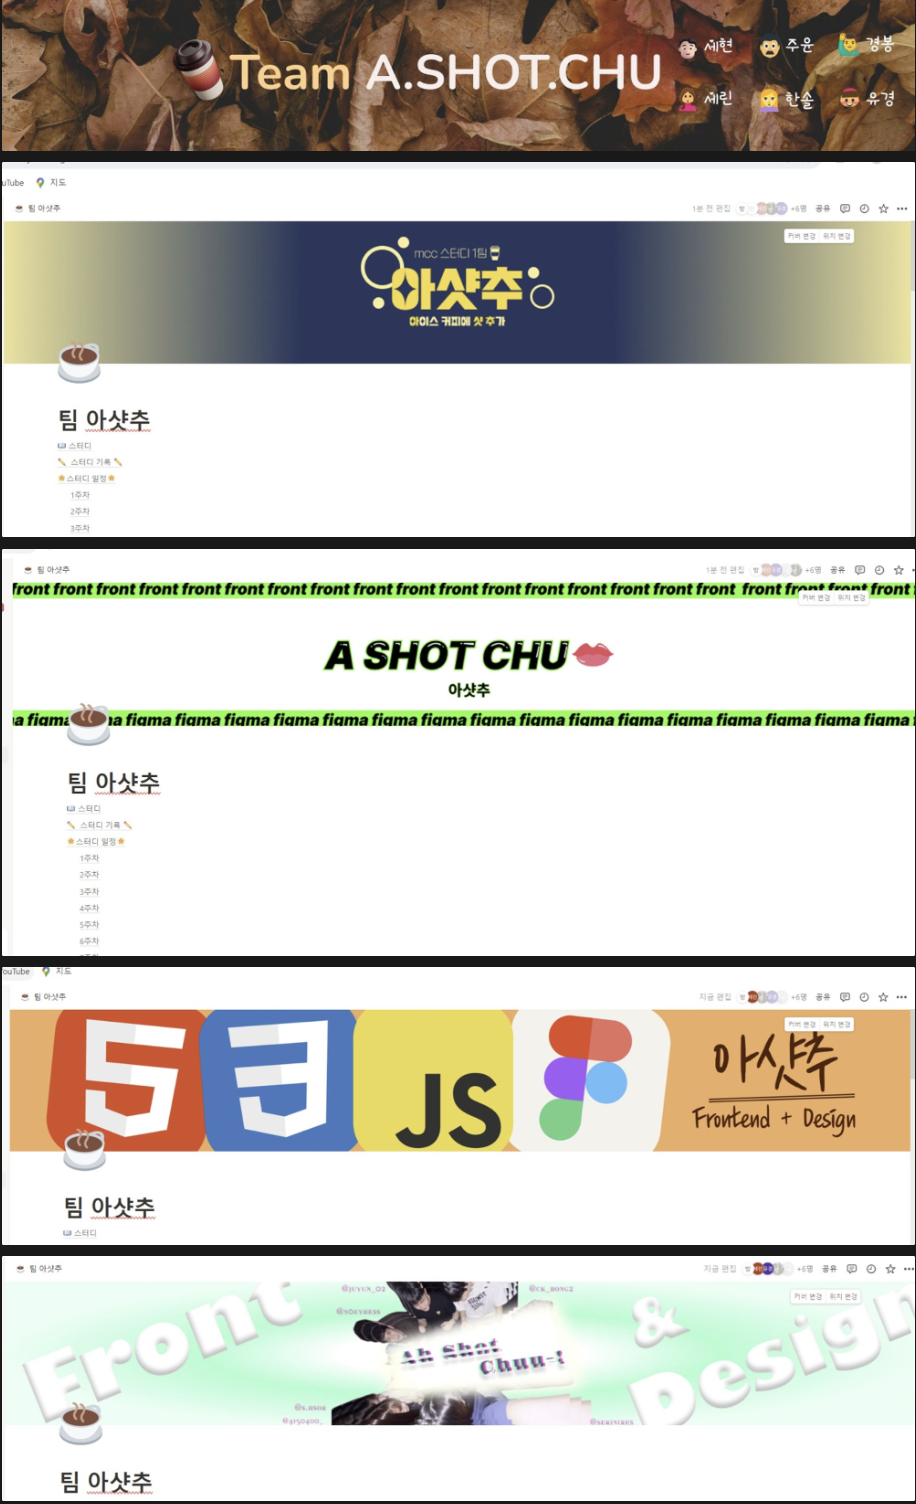 Team A.SHOT.CHU
세현 주윤 경봉
세린 한솔 유경
uTube 지도
팀 아샷추
1분 전 편집 +6명 공유
커버 변경 위치 변경
mcc 스터디 1팀
아샷추
아이스 커피에 샷 추가
팀 아샷추
스터디
스터디 기록
스터디 일정
1주차
2주차
3주차
팀 아샷추
1분 전 편집 +6명 공유
front front front front front front front front front front front front front front front front front front front front front front
커버 변경 위치 변경
A SHOT CHU
아샷추
a figma figma figma figma figma figma figma figma figma figma figma figma figma figma figma figma
팀 아샷추
스터디
스터디 기록
스터디 일정
1주차
2주차
3주차
4주차
5주차
6주차
YouTube 지도
팀 아샷추
지금 편집 +6명 공유
커버 변경 위치 변경
5 3 JS
아샷추
Frontend + Design
팀 아샷추
스터디
팀 아샷추
지금 편집 +6명 공유
커버 변경 위치 변경
@JUYUN_02 @CK_BONG2
Front & Design
Ah Shot
Chuu-!
팀 아샷추